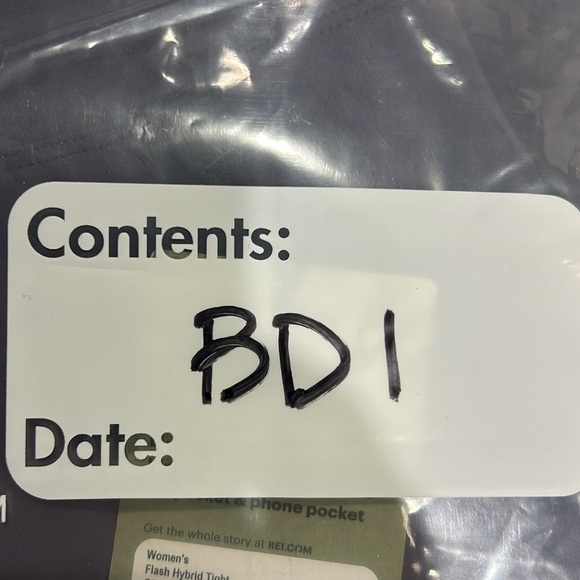 Contents:
BD1
Date:
& phone pocket
Get the whole story at REI.COM
Women's
Flash Hybrid Tight